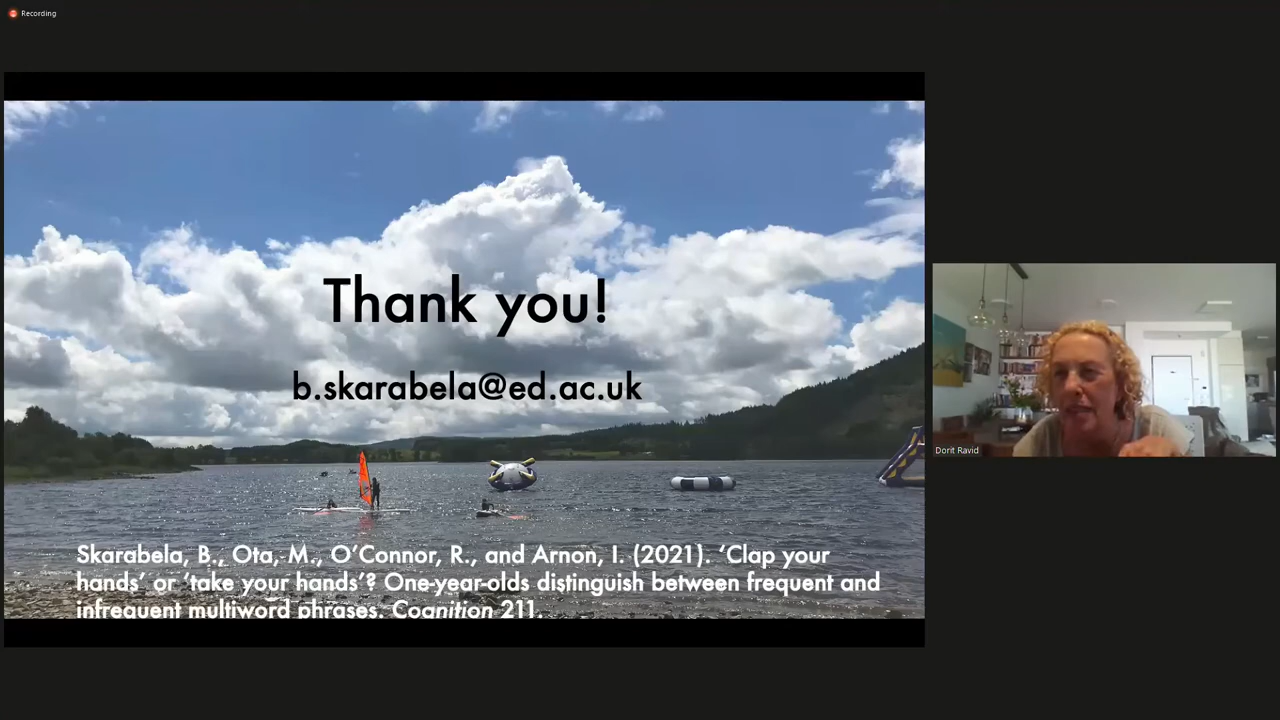 Recording
Thank you!
b.skarabela@ed.ac.uk
Skarabela, B., Ota, M., O’Connor, R., and Arnon, I. (2021). ‘Clap your
hands’ or ‘take your hands’? One-year-olds distinguish between frequent and
infrequent multiword phrases. Cognition 211.
Dorit Ravid